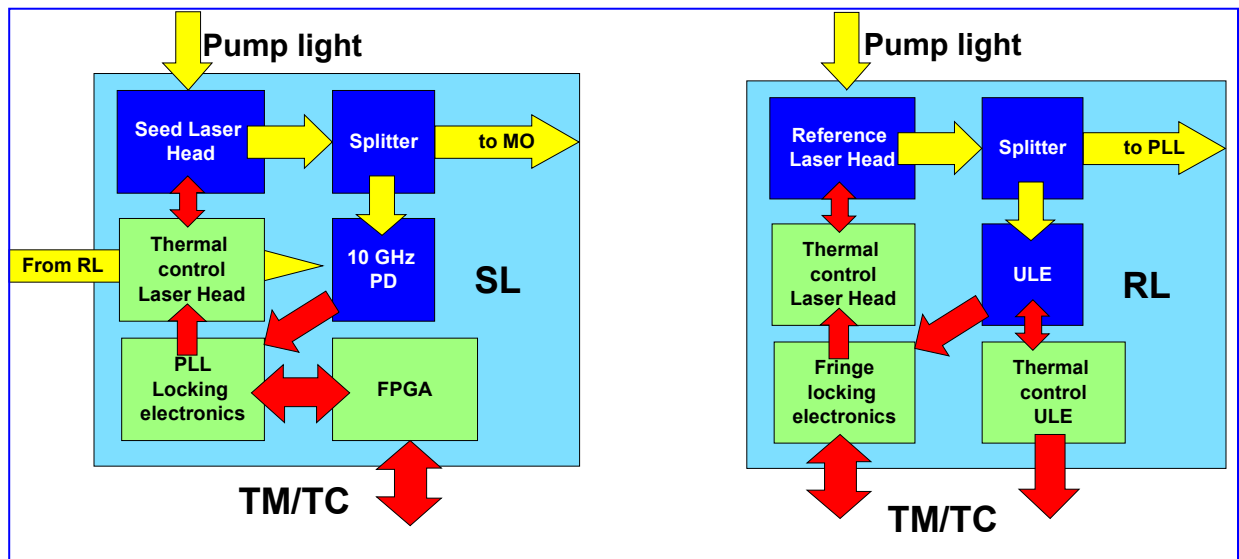 Pump light
Seed Laser
Head
Splitter
to MO
From RL
Thermal
control
Laser Head
10 GHz
PD
SL
PLL
Locking
electronics
FPGA
TM/TC
Pump light
Reference
Laser Head
Splitter
to PLL
Thermal
control
Laser Head
ULE
RL
Fringe
locking
electronics
Thermal
control
ULE
TM/TC